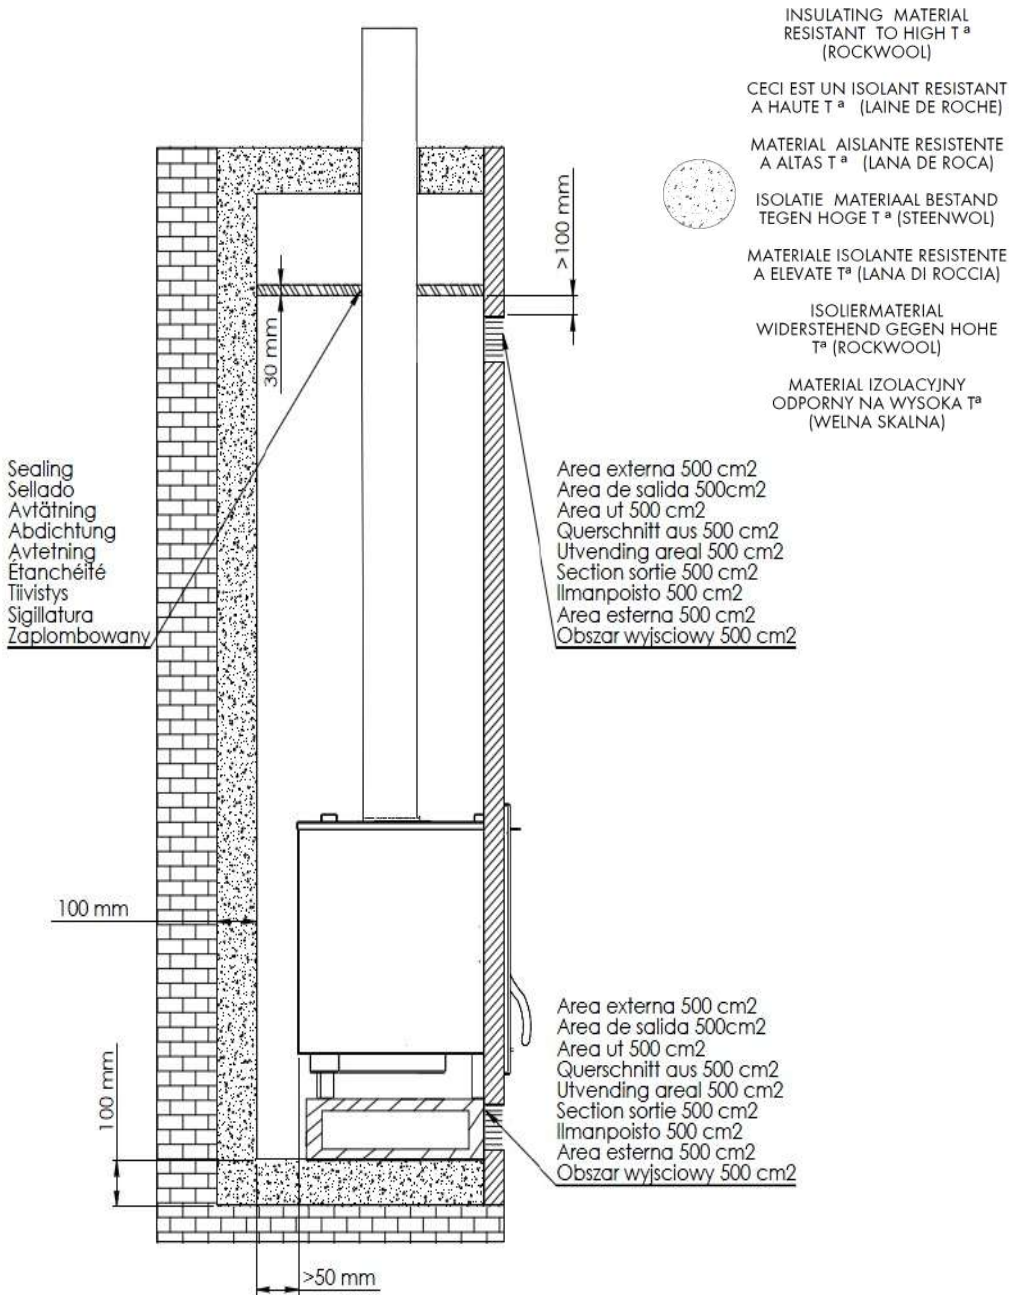 INSULATING MATERIAL
RESISTANT TO HIGH Tª
(ROCKWOOL)
CECI EST UN ISOLANT RESISTANT
A HAUTE Tª (LAINE DE ROCHE)
MATERIAL AISLANTE RESISTENTE
A ALTAS Tª (LANA DE ROCA)
ISOLATIE MATERIAAL BESTAND
TEGEN HOGE Tª (STEENWOL)
MATERIALE ISOLANTE RESISTENTE
A ELEVATE Tª (LANA DI ROCCIA)
ISOLIERMATERIAL
WIDERSTEHEND GEGEN HOHE
Tª (ROCKWOOL)
MATERIAL IZOLACYJNY
ODPORNY NA WYSOKA Tª
(WELNA SKALNA)
>100 mm
30 mm
Sealing
Sellado
Avtätning
Abdichtung
Avtetning
Étanchéité
Tiivistys
Sigillatura
Zaplombowany
Area externa 500 cm2
Area de salida 500cm2
Area ut 500 cm2
Querschnitt aus 500 cm2
Utvending areal 500 cm2
Section sortie 500 cm2
Ilmanpoisto 500 cm2
Area esterna 500 cm2
Obszar wyjsciowy 500 cm2
100 mm
100 mm
Area externa 500 cm2
Area de salida 500cm2
Area ut 500 cm2
Querschnitt aus 500 cm2
Utvending areal 500 cm2
Section sortie 500 cm2
Ilmanpoisto 500 cm2
Area esterna 500 cm2
Obszar wyjsciowy 500 cm2
>50 mm